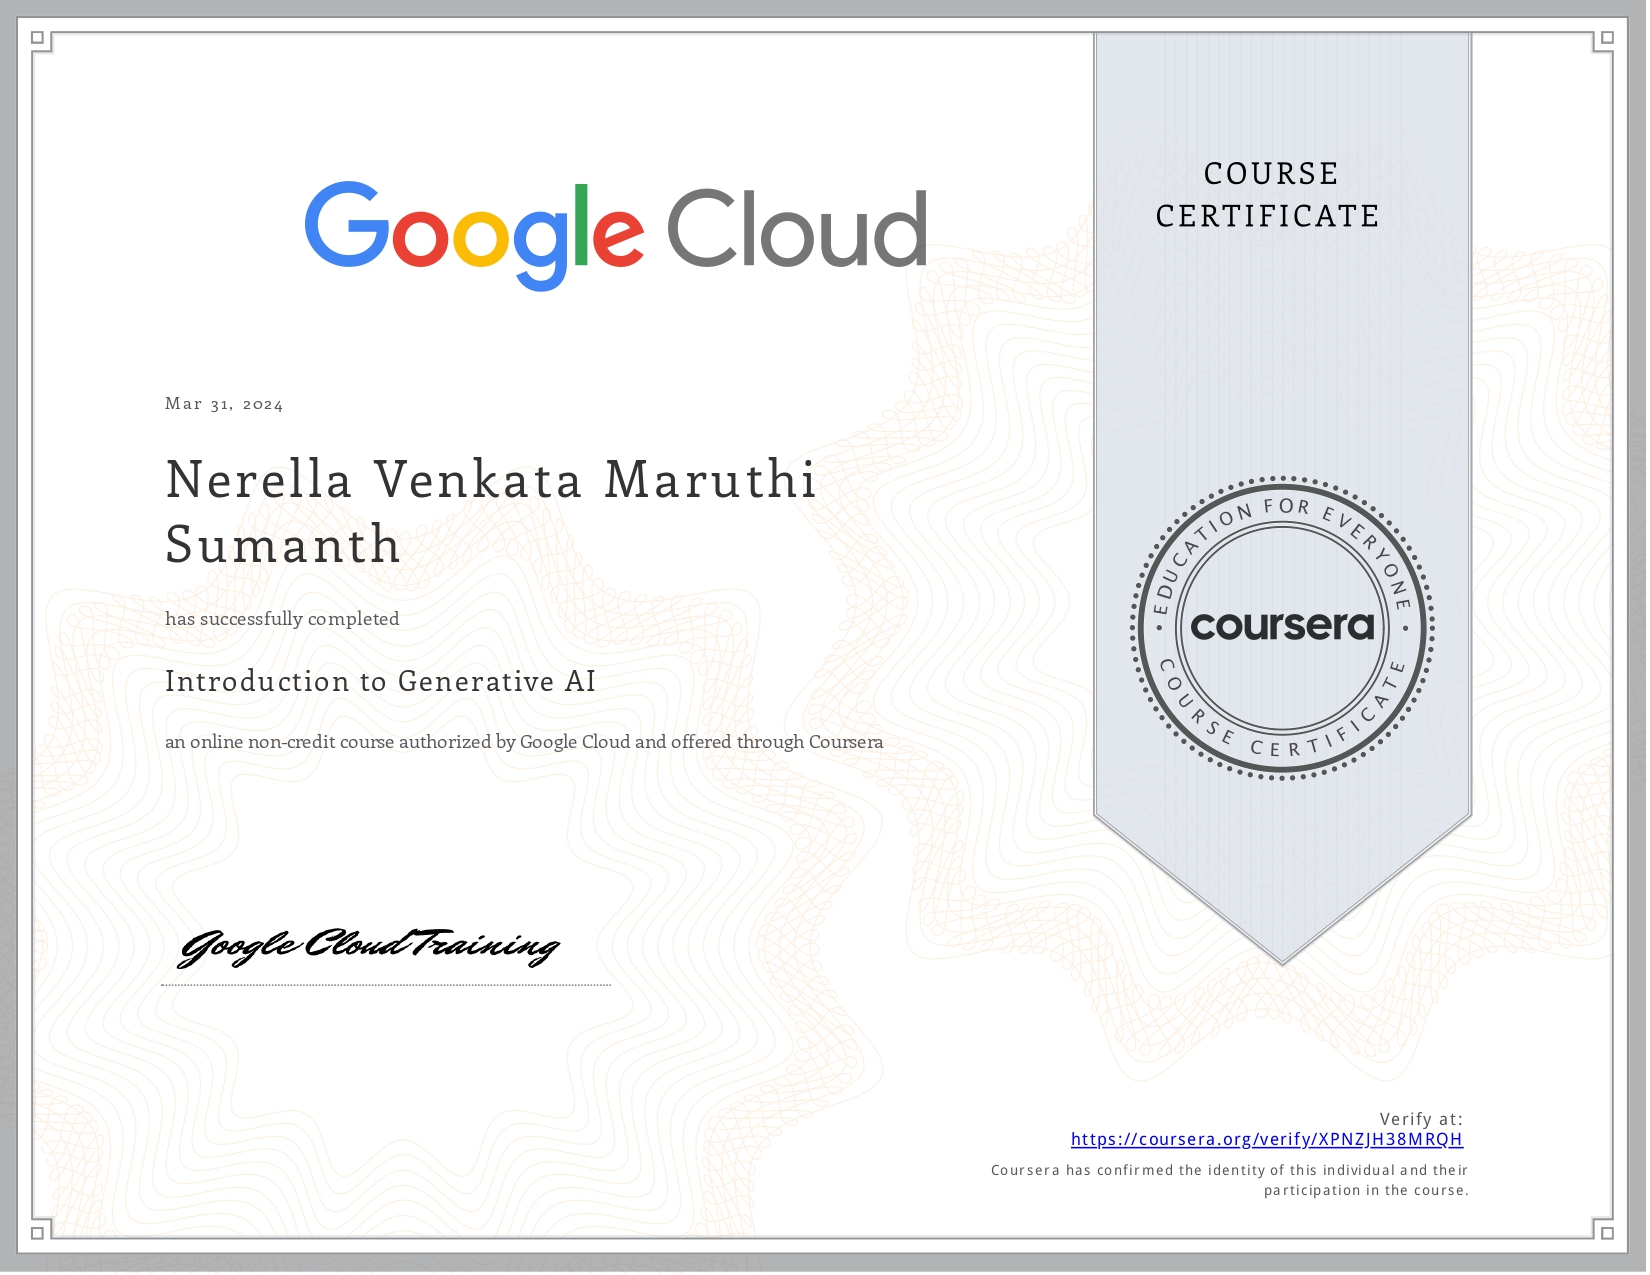 Google Cloud
COURSE
CERTIFICATE
Mar 31, 2024
Nerella Venkata Maruthi
Sumanth
has successfully completed
Introduction to Generative AI
an online non-credit course authorized by Google Cloud and offered through Coursera
EDUCATION FOR EVERYONE
coursera
COURSE CERTIFICATE
Google Cloud Training
Verify at:
https://coursera.org/verify/XPNZJH38MRQH
Coursera has confirmed the identity of this individual and their
participation in the course.